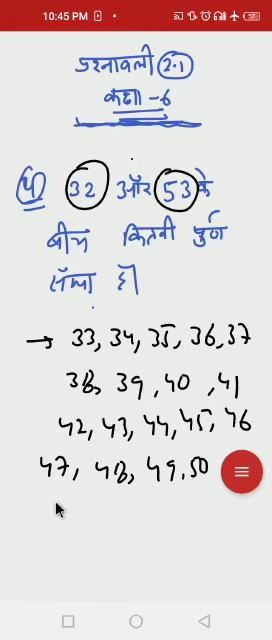 10:45 PM
प्रश्नावली 2.1
कक्षा -6
32 और 53 के
बीच कितनी पूर्ण
संख्या है।
→ 33, 34, 35, 36, 37
38, 39, 40, 41
42, 43, 44, 45, 46
47, 48, 49, 50